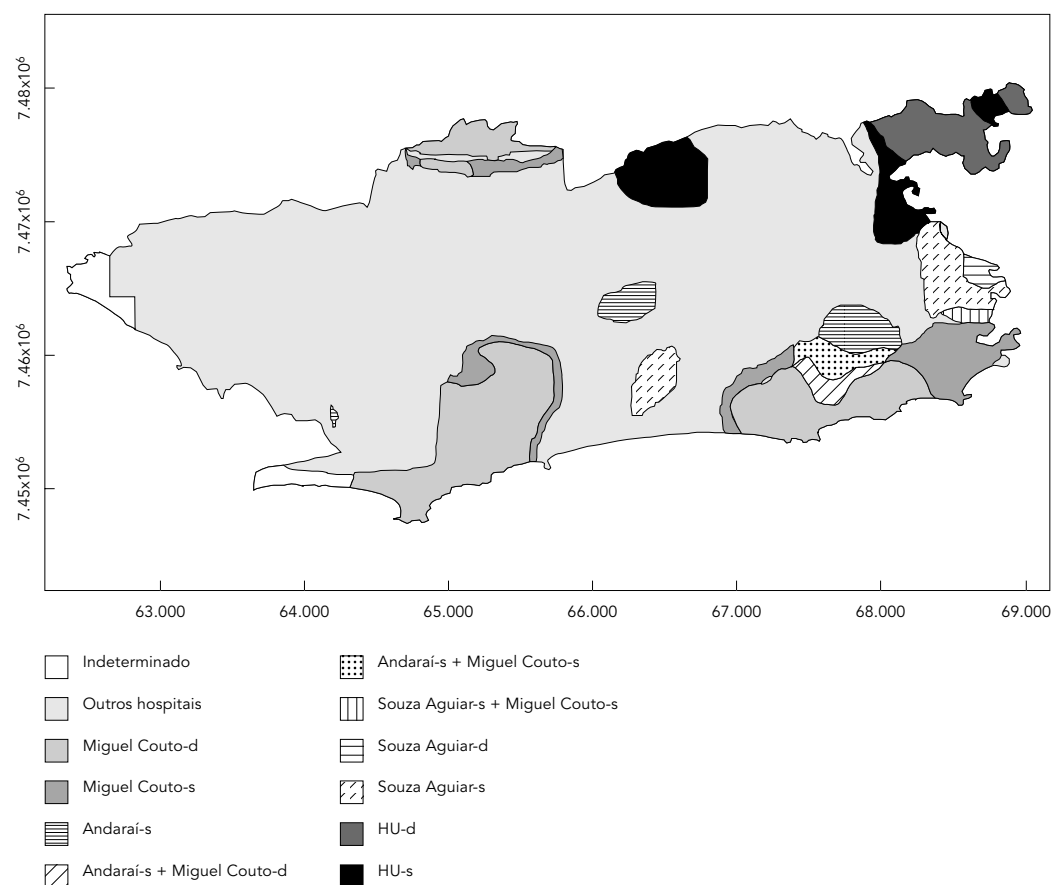 7.48x10⁶
7.47x10⁶
7.46x10⁶
7.45x10⁶
63.000 64.000 65.000 66.000 67.000 68.000 69.000
Indeterminado
Outros hospitais
Miguel Couto-d
Miguel Couto-s
Andaraí-s
Andaraí-s + Miguel Couto-d
Andaraí-s + Miguel Couto-s
Souza Aguiar-s + Miguel Couto-s
Souza Aguiar-d
Souza Aguiar-s
HU-d
HU-s